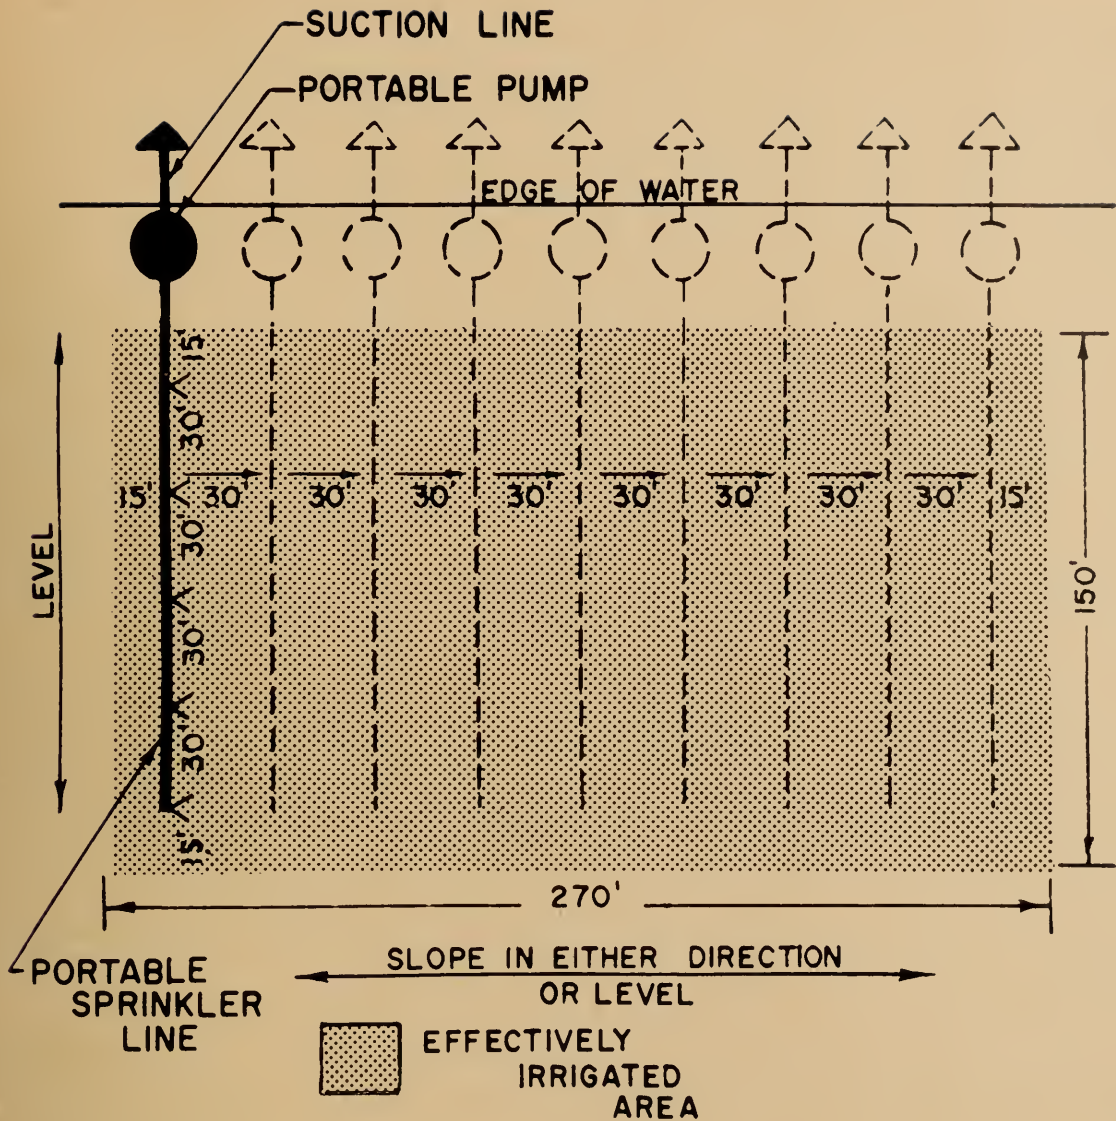 SUCTION LINE
PORTABLE PUMP
EDGE OF WATER
15'
30'
30'
30'
30'
15'
15' 30' 30' 30' 30' 30' 30' 30' 30' 15'
LEVEL
150'
270'
SLOPE IN EITHER DIRECTION
OR LEVEL
PORTABLE
SPRINKLER
LINE
EFFECTIVELY
IRRIGATED
AREA